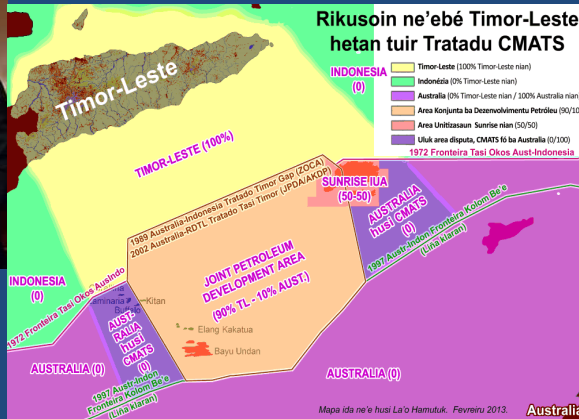 Rikusoin ne'ebé Timor-Leste
hetan tuir Tratadu CMATS
Timor-Leste (100% Timor-Leste nian)
Indonézia (0% Timor-Leste nian)
Australia (0% Timor-Leste nian / 100% Australia nian)
Area Konjunta ba Dezenvolvimentu Petróleu (90/10
Area Unitizasaun Sunrise nian (50/50)
Uluk area disputa, CMATS fó ba Australia (0/100)
1972 Fronteira Tasi Okos Aust-Indonesia
INDONESIA
(0)
Timor-Leste
TIMOR-LESTE (100%)
SUNRISE IUA
(50-50)
1989 Australia-Indonesia Tratado Timor Gap (ZOCA)
2002 Australia-RDTL Tratado Tasi Timor (JPDA/AKDP)
AUSTRALIA
husi CMATS
(0)
1997 Austr-Indon Fronteira Kolom Be'e
(Liña klaran)
JOINT PETROLEUM
DEVELOPMENT AREA
(90% TL - 10% AUST.)
INDONESIA
(0)
1972 Fronteira Tasi Okos AusIndo
Kitan
Buffalo
AUST-
RALIA
husi
CMATS
(0)
Elang Kakatua
Bayu Undan
AUSTRALIA (0)
AUSTRALIA (0)
1997 Austr-Indon
Fronteira Kolom Be'e
(Liña klaran)
Mapa ida ne'e husi La'o Hamutuk. Fevreiru 2013.
Australia